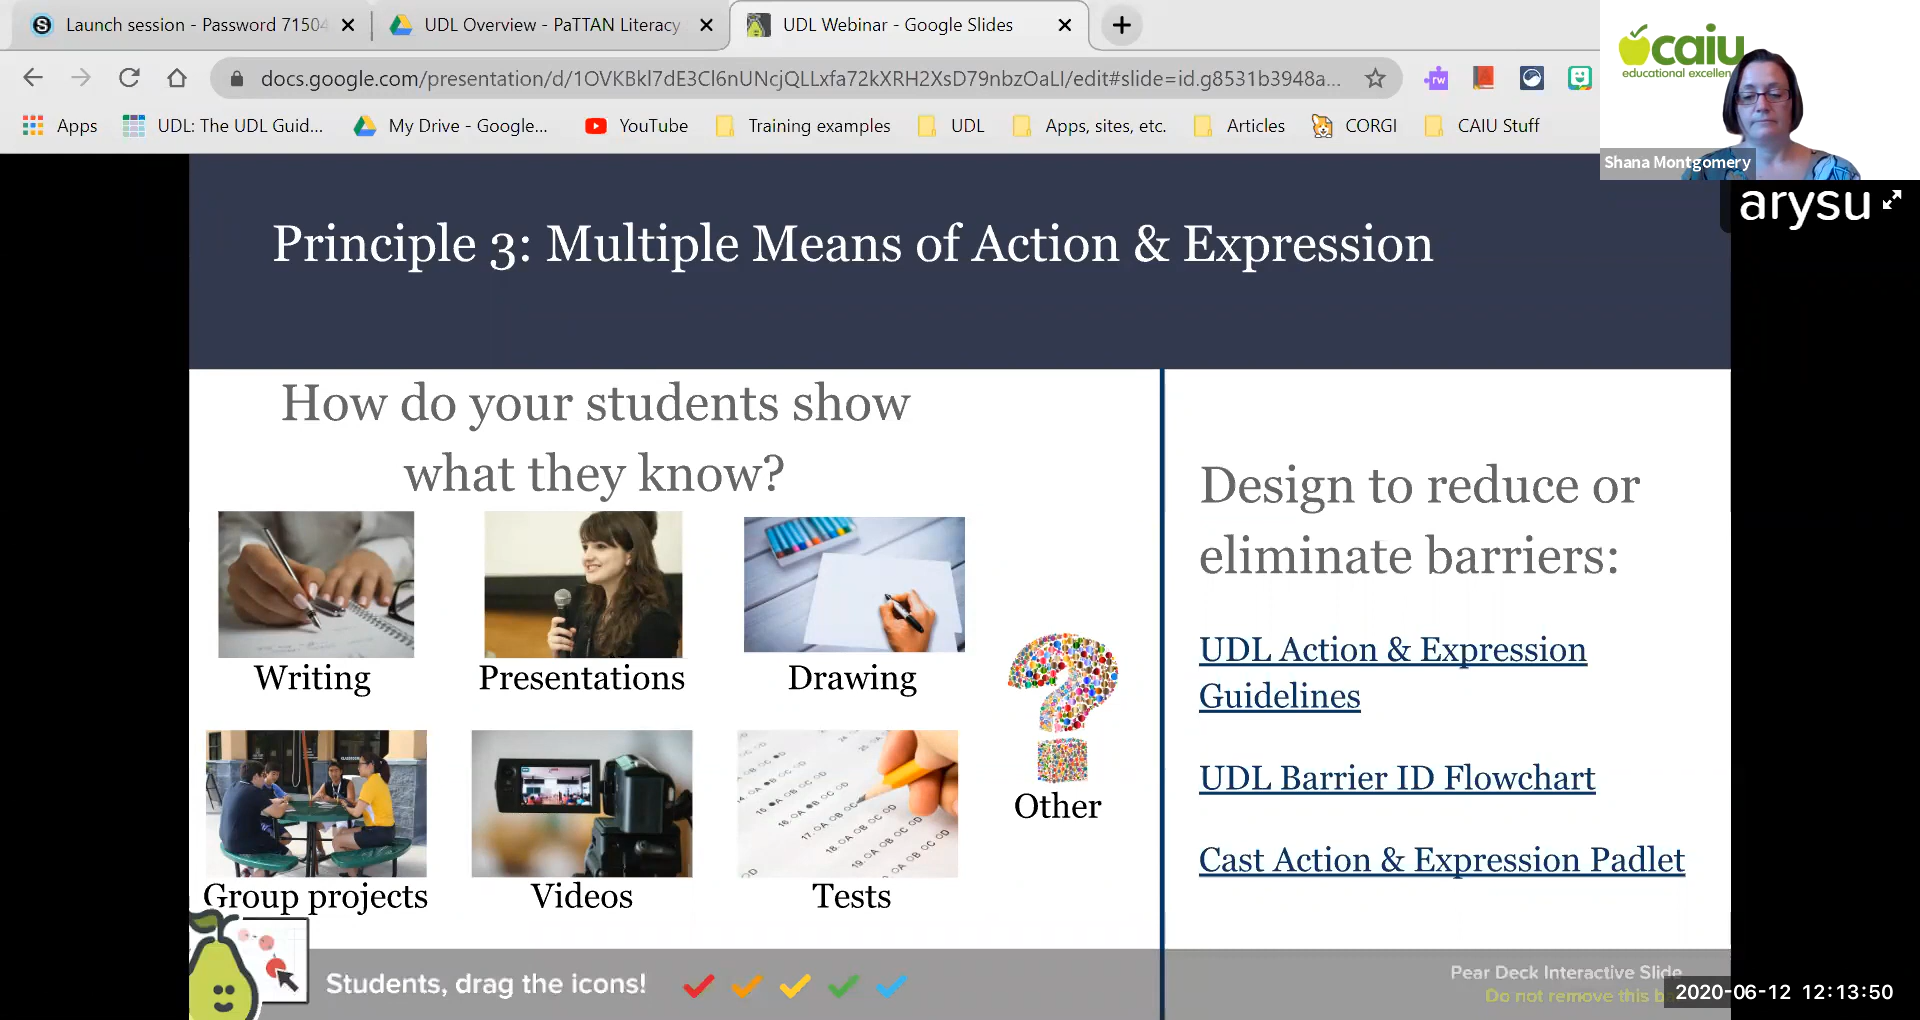 Launch session - Password 71504
UDL Overview - PaTTAN Literacy
UDL Webinar - Google Slides
docs.google.com/presentation/d/1OVKBkl7dE3Cl6nUNcjQLLxfa72kXRH2XsD79nbzOaLI/edit#slide=id.g8531b3948a...
Apps
UDL: The UDL Guid...
My Drive - Google...
YouTube
Training examples
UDL
Apps, sites, etc.
Articles
CORGI
CAIU Stuff
caiu
educational excellen
Shana Montgomery
arysu
Principle 3: Multiple Means of Action & Expression
How do your students show
what they know?
Writing
Presentations
Drawing
Group projects
Videos
Tests
Other
Design to reduce or
eliminate barriers:
UDL Action & Expression
Guidelines
UDL Barrier ID Flowchart
Cast Action & Expression Padlet
Students, drag the icons!
Pear Deck Interactive Slide
Do not remove this ba
2020-06-12 12:13:50